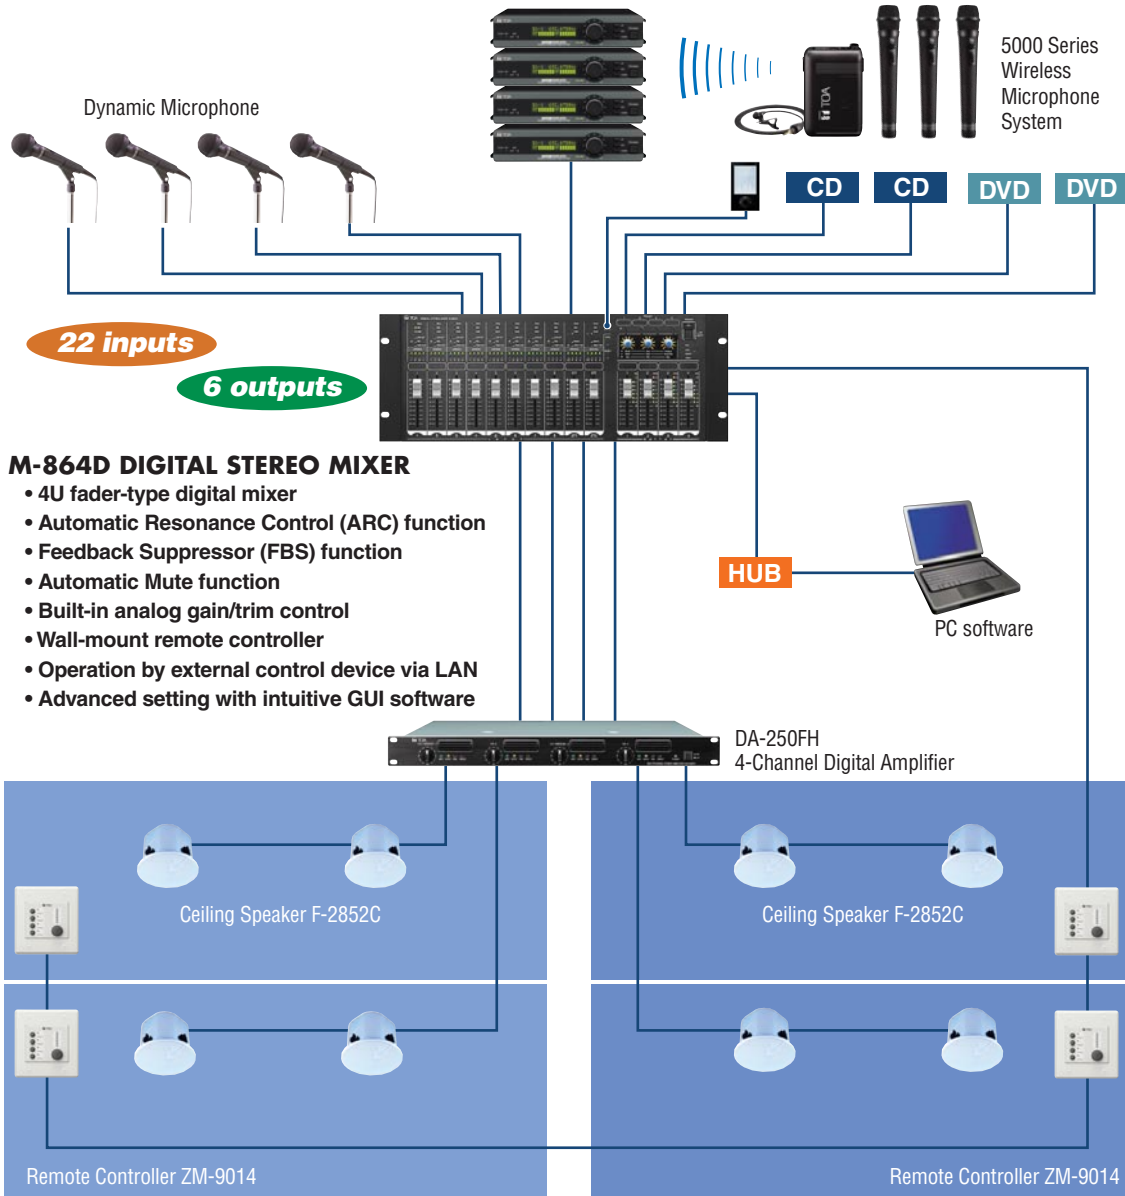 5000 Series
Wireless
Microphone
System
Dynamic Microphone
TOA
CD
CD
DVD
DVD
22 inputs
6 outputs
M-864D DIGITAL STEREO MIXER
• 4U fader-type digital mixer
• Automatic Resonance Control (ARC) function
• Feedback Suppressor (FBS) function
• Automatic Mute function
• Built-in analog gain/trim control
• Wall-mount remote controller
• Operation by external control device via LAN
• Advanced setting with intuitive GUI software
HUB
PC software
DA-250FH
4-Channel Digital Amplifier
Ceiling Speaker F-2852C
Ceiling Speaker F-2852C
Remote Controller ZM-9014
Remote Controller ZM-9014